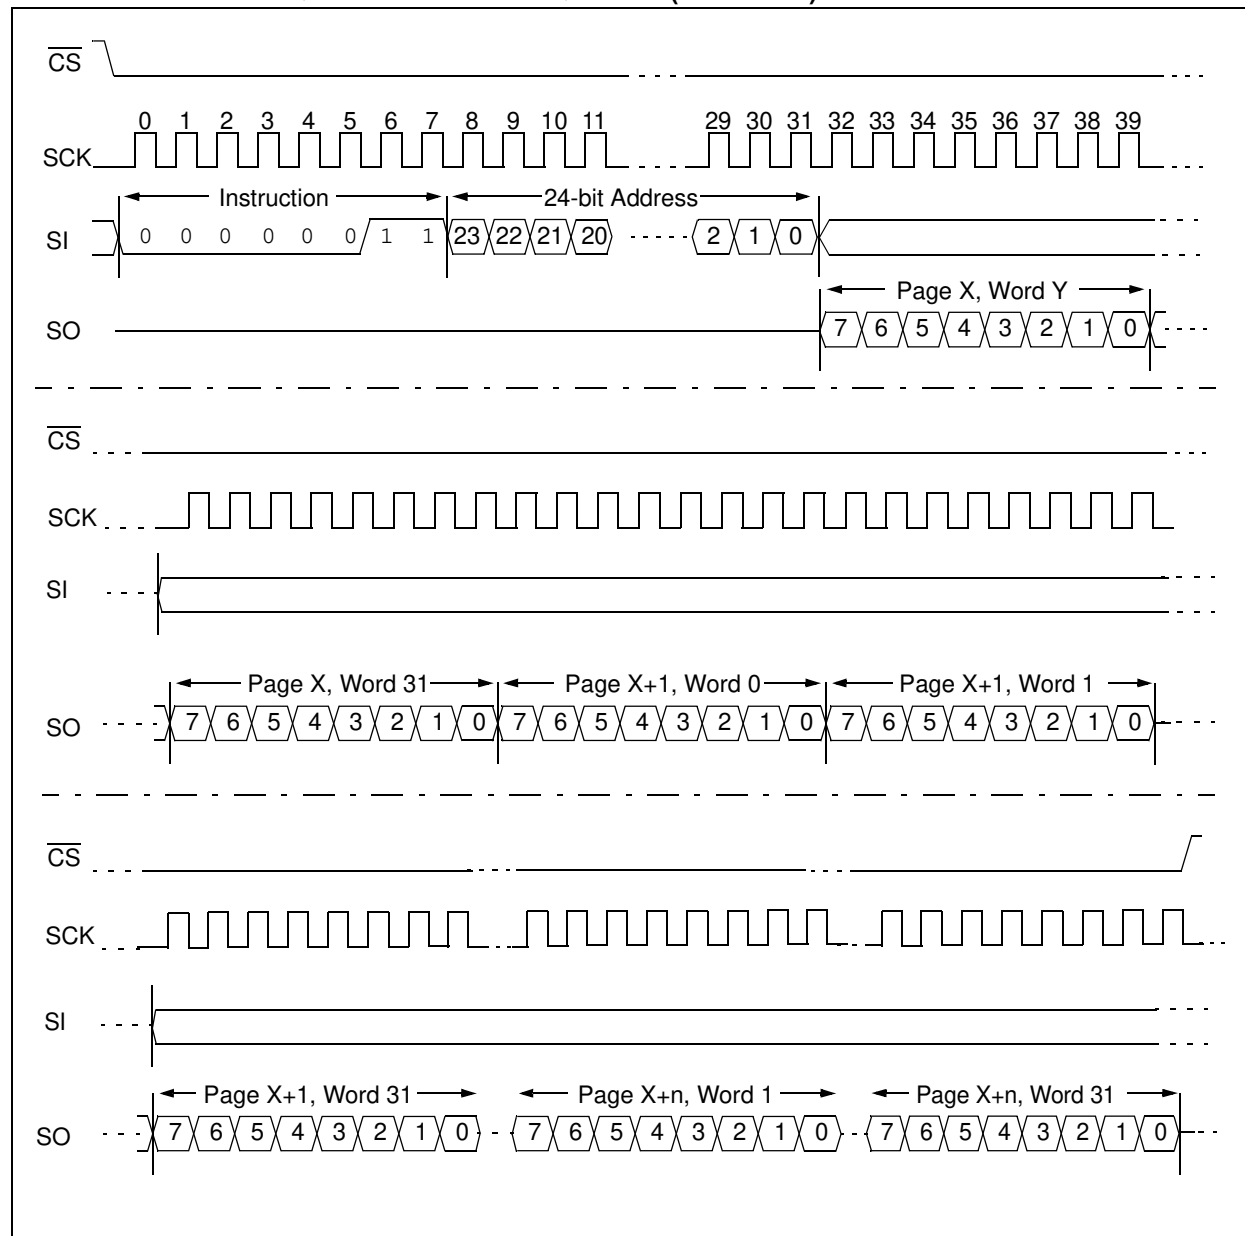 CS
0 1 2 3 4 5 6 7 8 9 10 11 29 30 31 32 33 34 35 36 37 38 39
SCK
Instruction 24-bit Address
SI 0 0 0 0 0 0 1 1 23 22 21 20 2 1 0
Page X, Word Y
SO 7 6 5 4 3 2 1 0
CS
SCK
SI
Page X, Word 31 Page X+1, Word 0 Page X+1, Word 1
SO 7 6 5 4 3 2 1 0 7 6 5 4 3 2 1 0 7 6 5 4 3 2 1 0
CS
SCK
SI
Page X+1, Word 31 Page X+n, Word 1 Page X+n, Word 31
SO 7 6 5 4 3 2 1 0 7 6 5 4 3 2 1 0 7 6 5 4 3 2 1 0